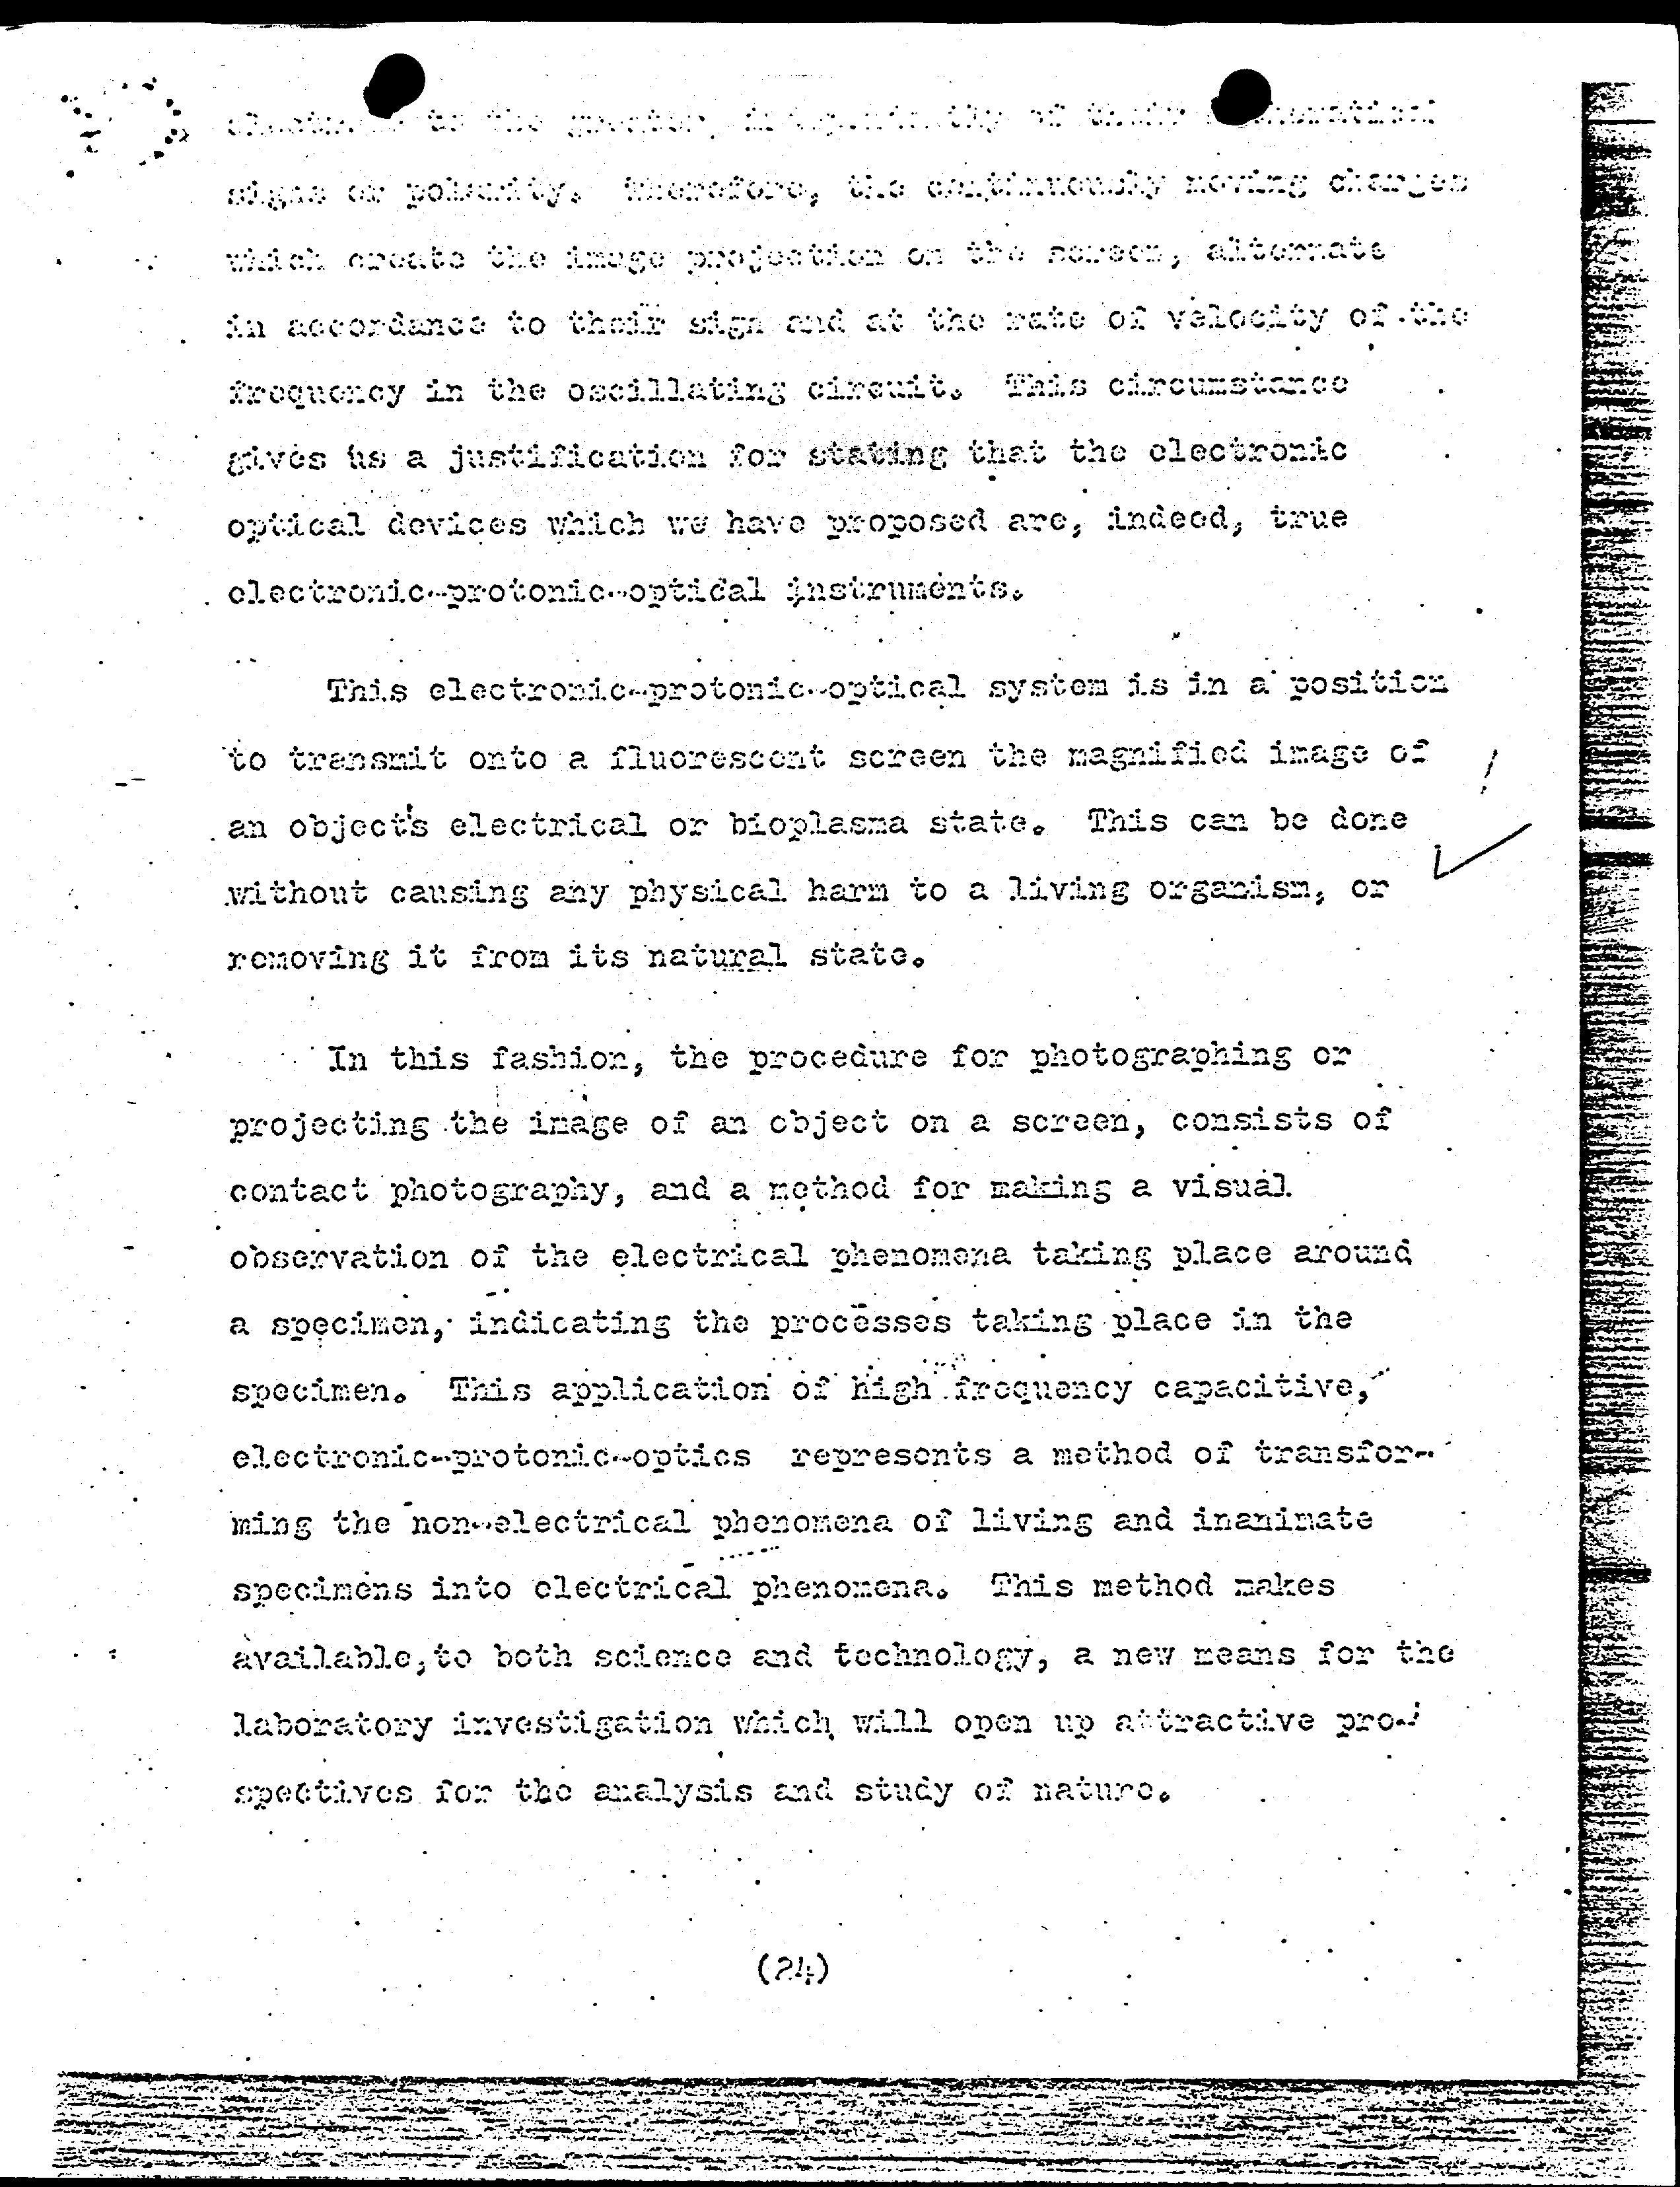 to the greater, of their
signs or polarity. Therefore, the continuously moving charges
which create the image projection on the screen, alternate
in accordance to their sign and at the rate of velocity of the
frequency in the oscillating circuit. This circumstance
gives us a justification for stating that the electronic
optical devices which we have proposed are, indeed, true
electronic-protonic-optical instruments.
This electronic-protonic-optical system is in a position
to transmit onto a fluorescent screen the magnified image of
an object's electrical or bioplasma state. This can be done
without causing any physical harm to a living organism, or
removing it from its natural state.
In this fashion, the procedure for photographing or
projecting the image of an object on a screen, consists of
contact photography, and a method for making a visual
observation of the electrical phenomena taking place around
a specimen, indicating the processes taking place in the
specimen. This application of high frequency capacitive,
electronic-protonic-optics represents a method of transfor-
ming the non-electrical phenomena of living and inanimate
specimens into electrical phenomena. This method makes
available, to both science and technology, a new means for the
laboratory investigation which will open up attractive pro-
spectives for the analysis and study of nature.
(24)